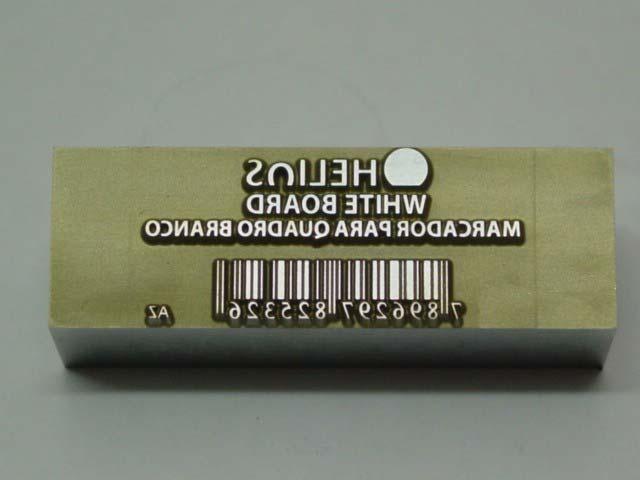 HELIOS
WHITE BOARD
MARCADOR PARA QUADRO BRANCO
7 896297 825326
AZ